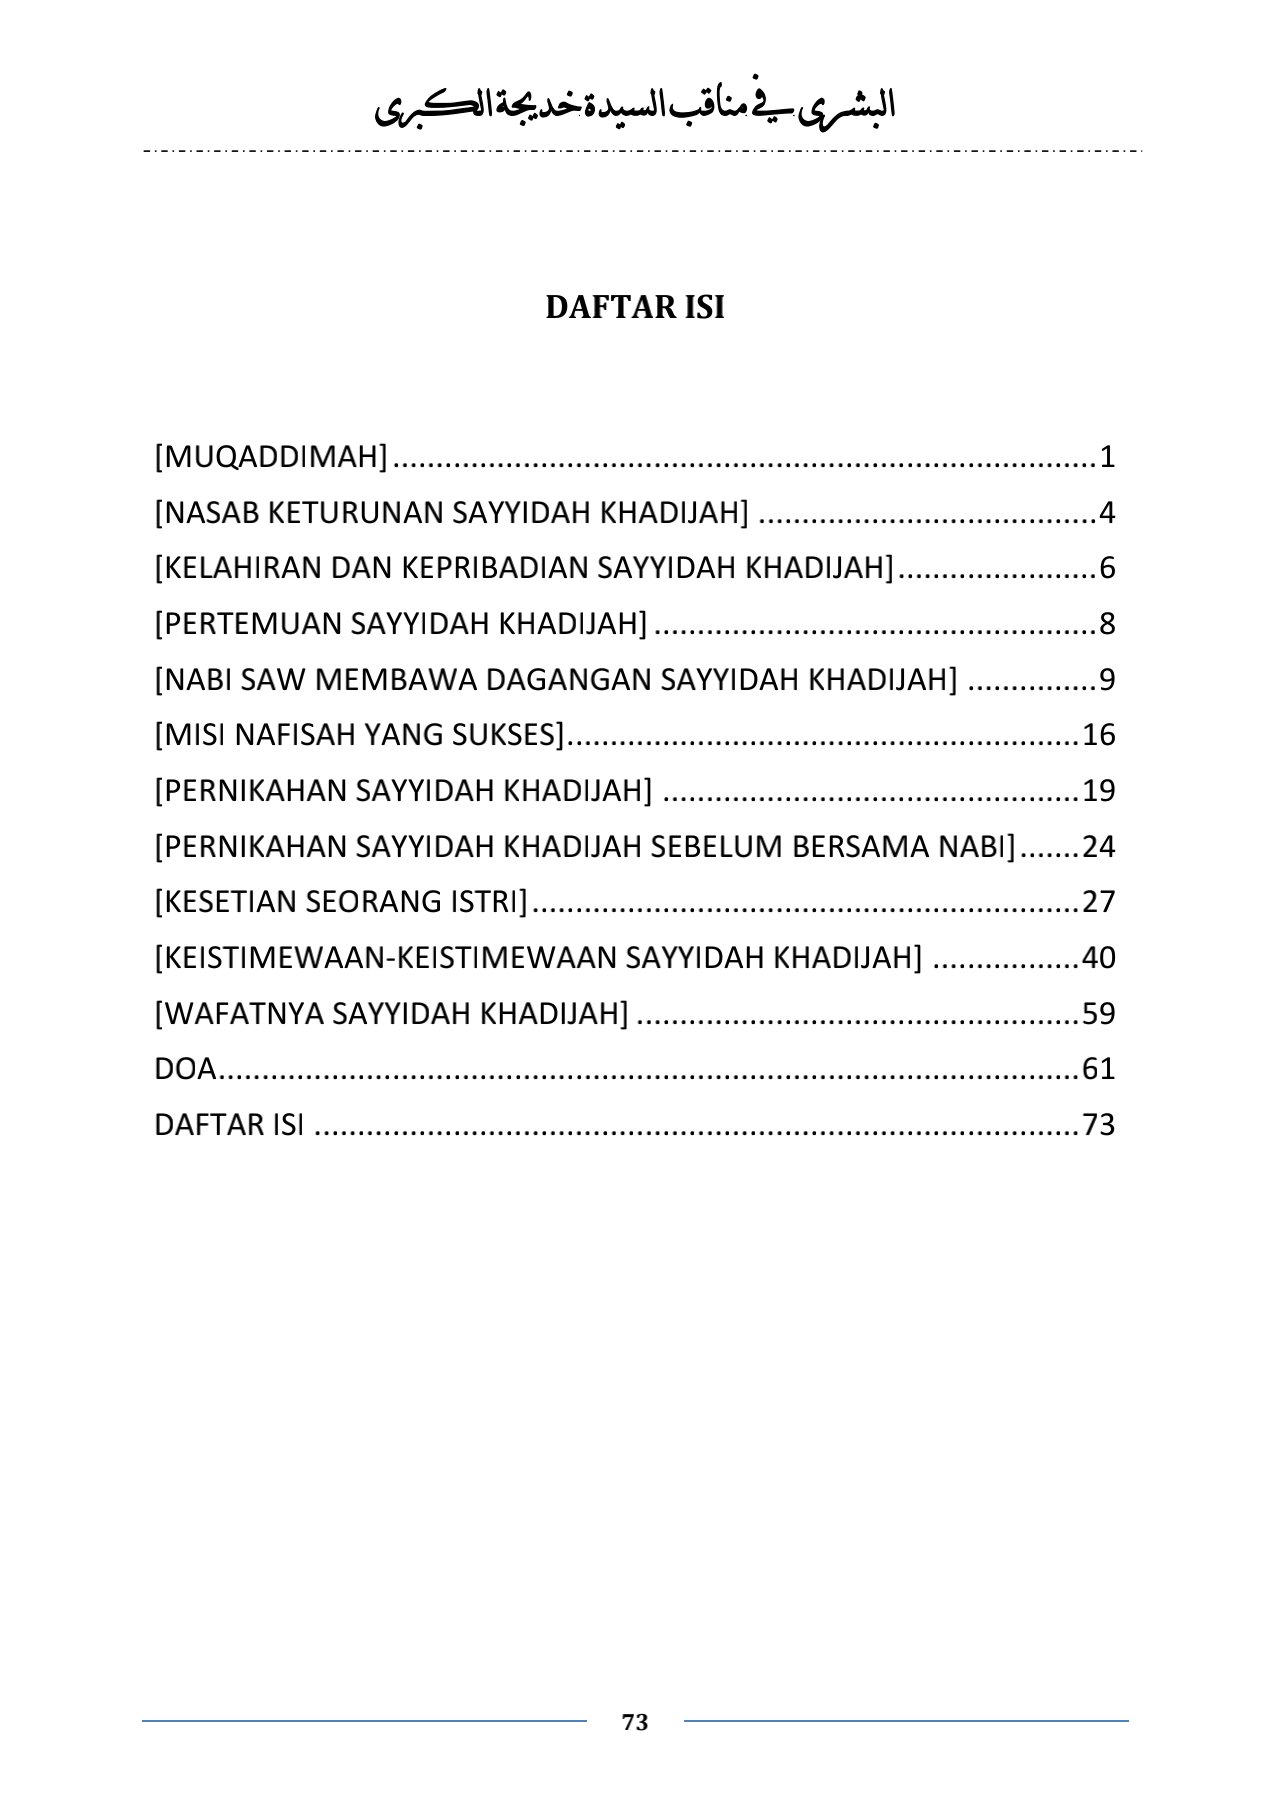 البشرى في مناقب السيدة خديجة الكبرى
DAFTAR ISI
[MUQADDIMAH]................................................................................1
[NASAB KETURUNAN SAYYIDAH KHADIJAH] .......................................4
[KELAHIRAN DAN KEPRIBADIAN SAYYIDAH KHADIJAH].......................6
[PERTEMUAN SAYYIDAH KHADIJAH] ...................................................8
[NABI SAW MEMBAWA DAGANGAN SAYYIDAH KHADIJAH] ...............9
[MISI NAFISAH YANG SUKSES]...........................................................16
[PERNIKAHAN SAYYIDAH KHADIJAH] ................................................19
[PERNIKAHAN SAYYIDAH KHADIJAH SEBELUM BERSAMA NABI].......24
[KESETIAN SEORANG ISTRI]...............................................................27
[KEISTIMEWAAN-KEISTIMEWAAN SAYYIDAH KHADIJAH] .................40
[WAFATNYA SAYYIDAH KHADIJAH] ...................................................59
DOA...................................................................................................61
DAFTAR ISI ........................................................................................73
73